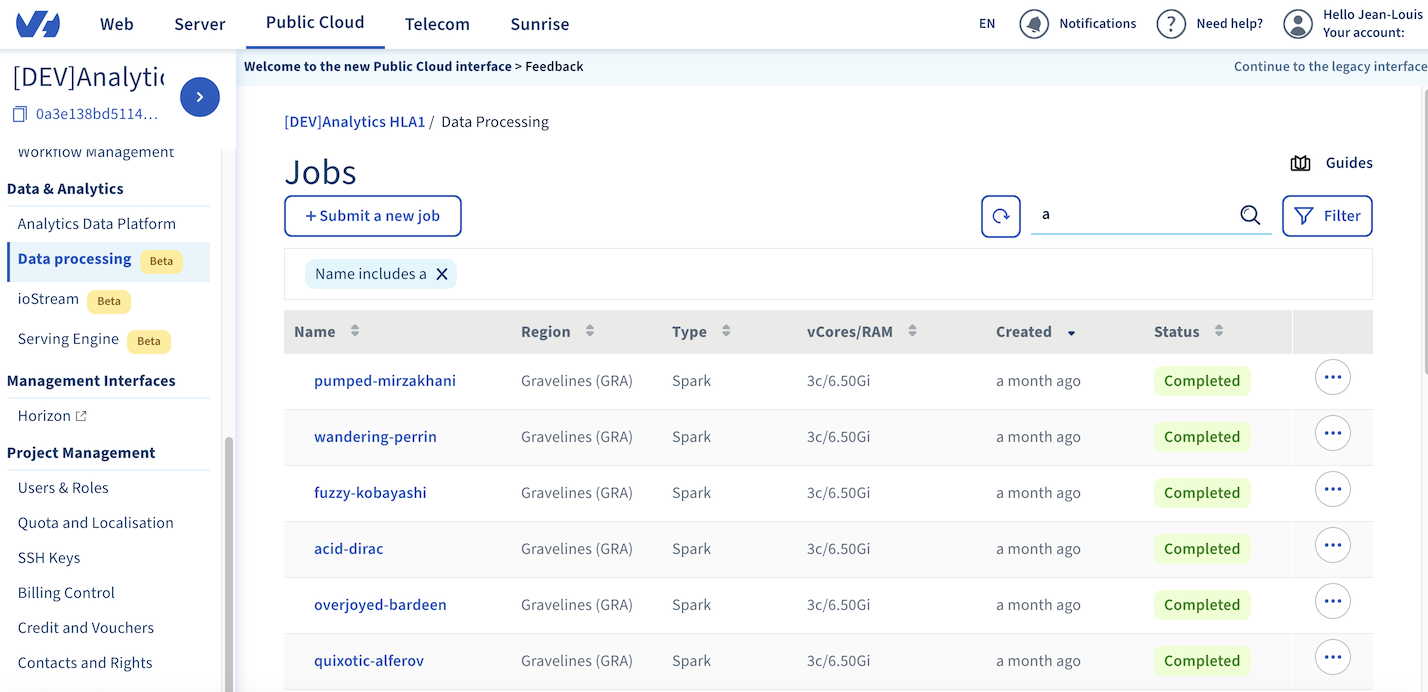 Web Server Public Cloud Telecom Sunrise EN Notifications ? Need help? Hello Jean-Louis
Your account:
[DEV]Analytic
0a3e138bd5114...
Workflow Management
Data & Analytics
Analytics Data Platform
Data processing Beta
ioStream Beta
Serving Engine Beta
Management Interfaces
Horizon
Project Management
Users & Roles
Quota and Localisation
SSH Keys
Billing Control
Credit and Vouchers
Contacts and Rights
Welcome to the new Public Cloud interface > Feedback Continue to the legacy interface
[DEV]Analytics HLA1 / Data Processing
Jobs
Guides
+ Submit a new job a Filter
Name includes a X
Name Region Type vCores/RAM Created Status
pumped-mirzakhani Gravelines (GRA) Spark 3c/6.50Gi a month ago Completed ...
wandering-perrin Gravelines (GRA) Spark 3c/6.50Gi a month ago Completed ...
fuzzy-kobayashi Gravelines (GRA) Spark 3c/6.50Gi a month ago Completed ...
acid-dirac Gravelines (GRA) Spark 3c/6.50Gi a month ago Completed ...
overjoyed-bardeen Gravelines (GRA) Spark 3c/6.50Gi a month ago Completed ...
quixotic-alferov Gravelines (GRA) Spark 3c/6.50Gi a month ago Completed ...